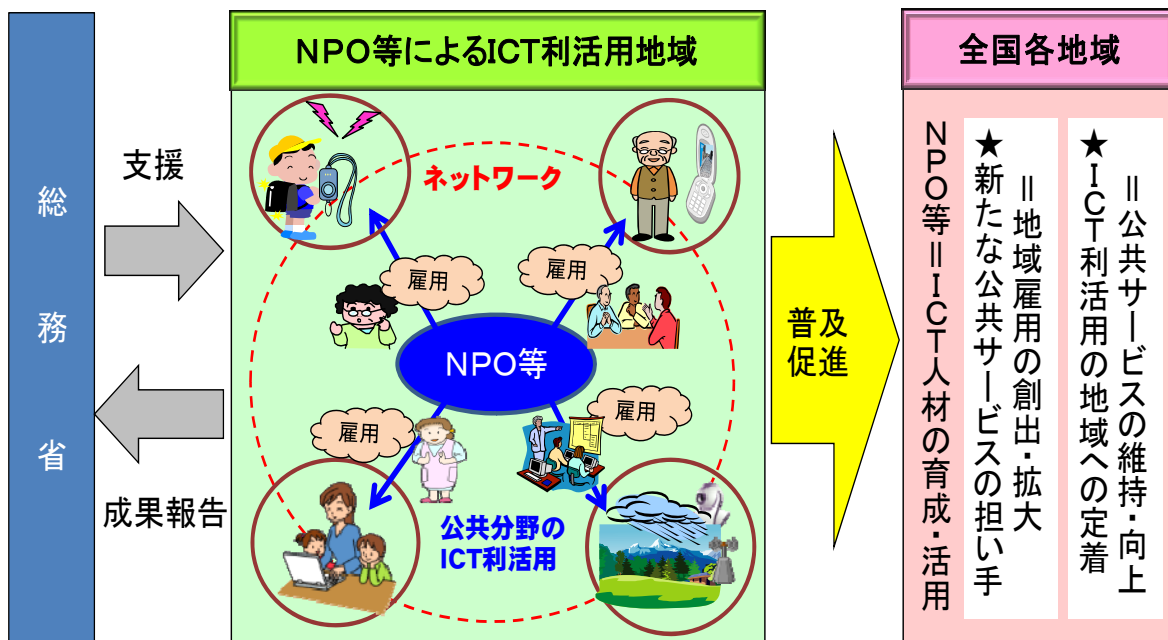 総務省
支援
成果報告
NPO等によるICT利活用地域
ネットワーク
雇用
雇用
NPO等
雇用
雇用
公共分野の
ICT利活用
普及
促進
全国各地域
★ICT利活用の地域への定着
=公共サービスの維持・向上
★新たな公共サービスの担い手
=地域雇用の創出・拡大
NPO等=ICT人材の育成・活用